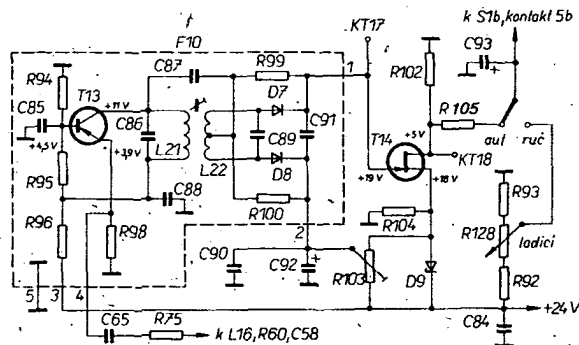 k S1b, kontakt 5b
F10
KT17
C93
+
C87
R99
1
R94
T13
+11V
D7
R102
R105
C85
C86
C89
C91
T14
+5V
aut
ruč
+4,5V
+3,9V
L21
L22
D8
KT18
+19V
+18V
R95
C88
R93
R100
R104
R128
R96
R98
2
ladicí
C90
C92
+
R103
D9
R92
5
3
4
+24V
C65
R75
k L16, R60, C58
C84